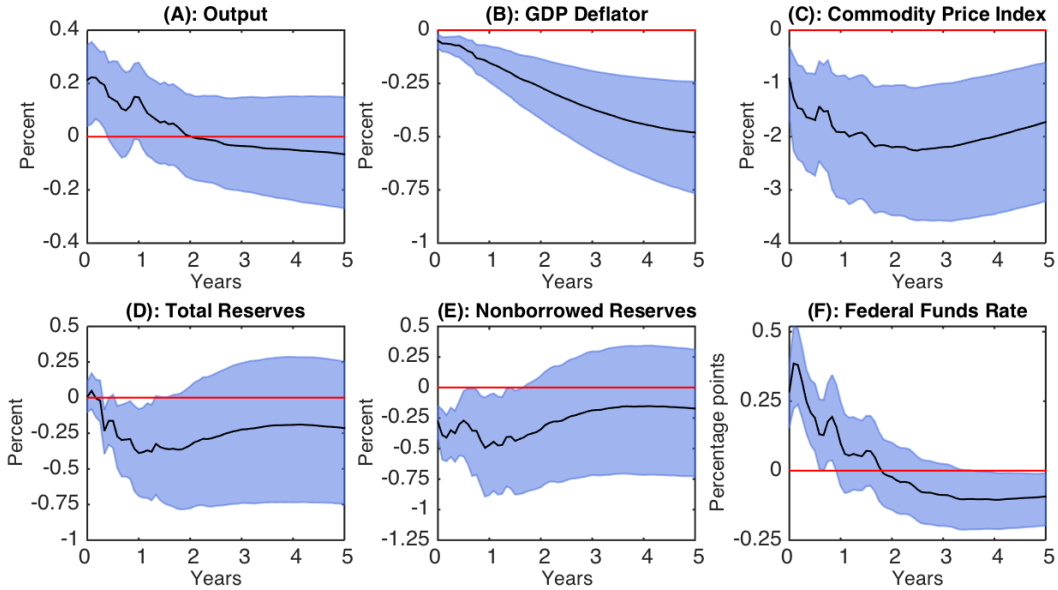 (A): Output
0.4
0.2
0
-0.2
-0.4
Percent
0 1 2 3 4 5
Years
(B): GDP Deflator
0
-0.25
-0.5
-0.75
-1
Percent
0 1 2 3 4 5
Years
(C): Commodity Price Index
0
-1
-2
-3
-4
Percent
0 1 2 3 4 5
Years
(D): Total Reserves
0.5
0.25
0
-0.25
-0.5
-0.75
-1
Percent
0 1 2 3 4 5
Years
(E): Nonborrowed Reserves
0.5
0.25
0
-0.25
-0.5
-0.75
-1
-1.25
Percent
0 1 2 3 4 5
Years
(F): Federal Funds Rate
0.5
0.25
0
-0.25
Percentage points
0 1 2 3 4 5
Years